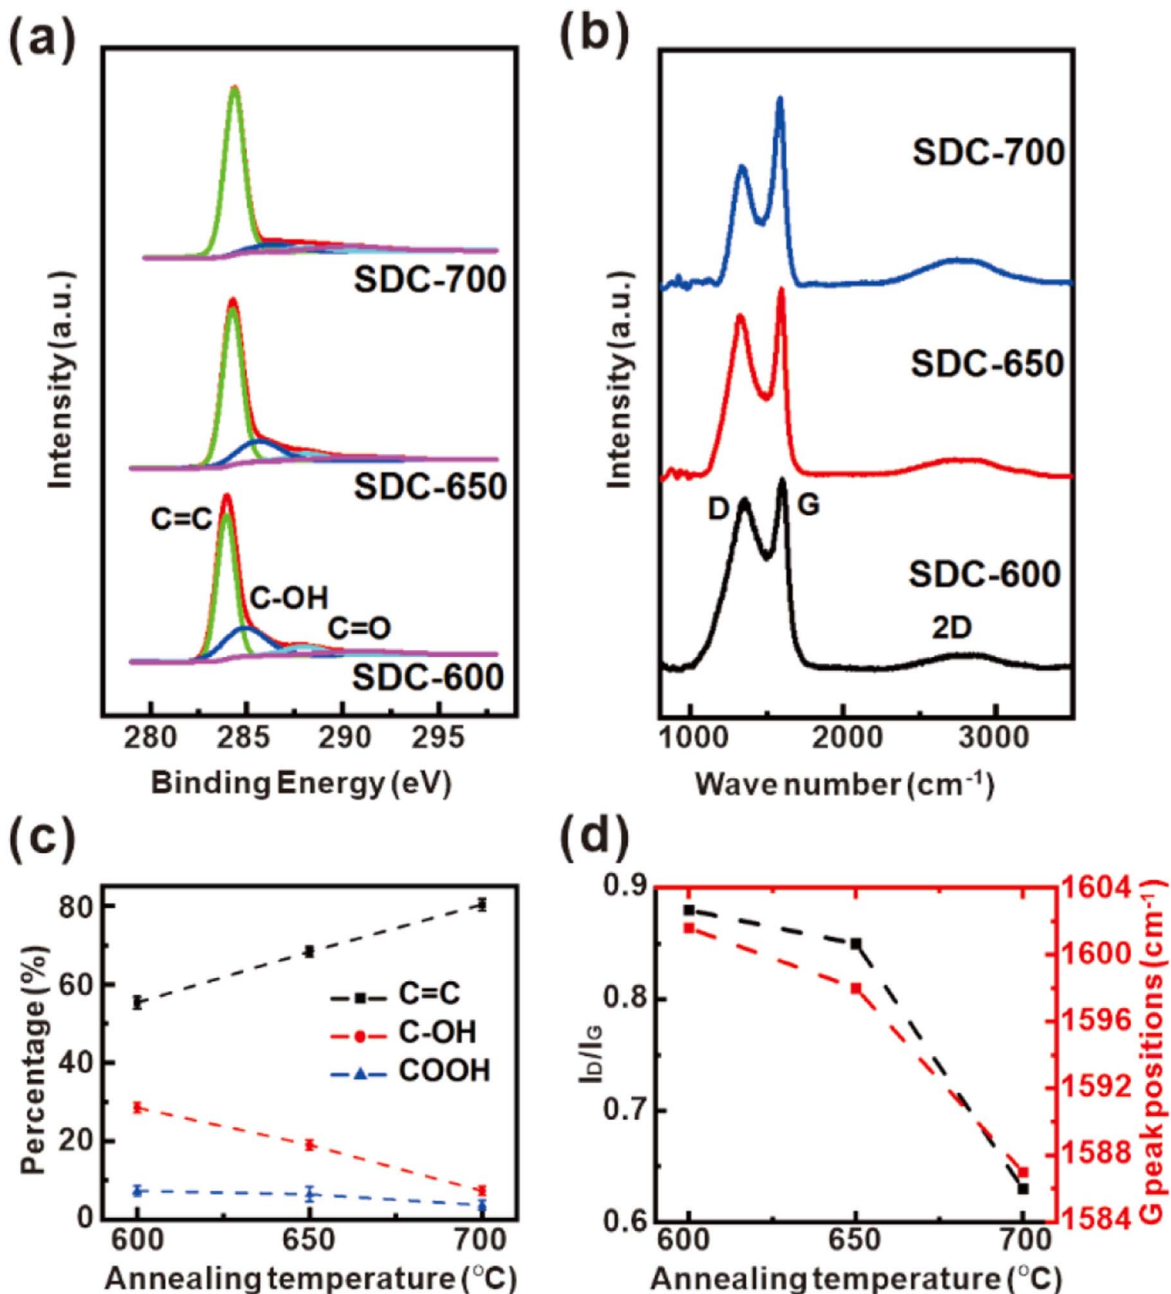 (a)
Intensity (a.u.)
SDC-700
SDC-650
C=C
C-OH
C=O
SDC-600
280 285 290 295
Binding Energy (eV)
(b)
Intensity (a.u.)
SDC-700
SDC-650
D
G
SDC-600
2D
1000 2000 3000
Wave number (cm⁻¹)
(c)
Percentage (%)
80
60
40
20
0
C=C
C-OH
COOH
600 650 700
Annealing temperature (°C)
(d)
I_D/I_G
0.9
0.8
0.7
0.6
1604
1600
1596
1592
1588
1584
G peak positions (cm⁻¹)
600 650 700
Annealing temperature (°C)